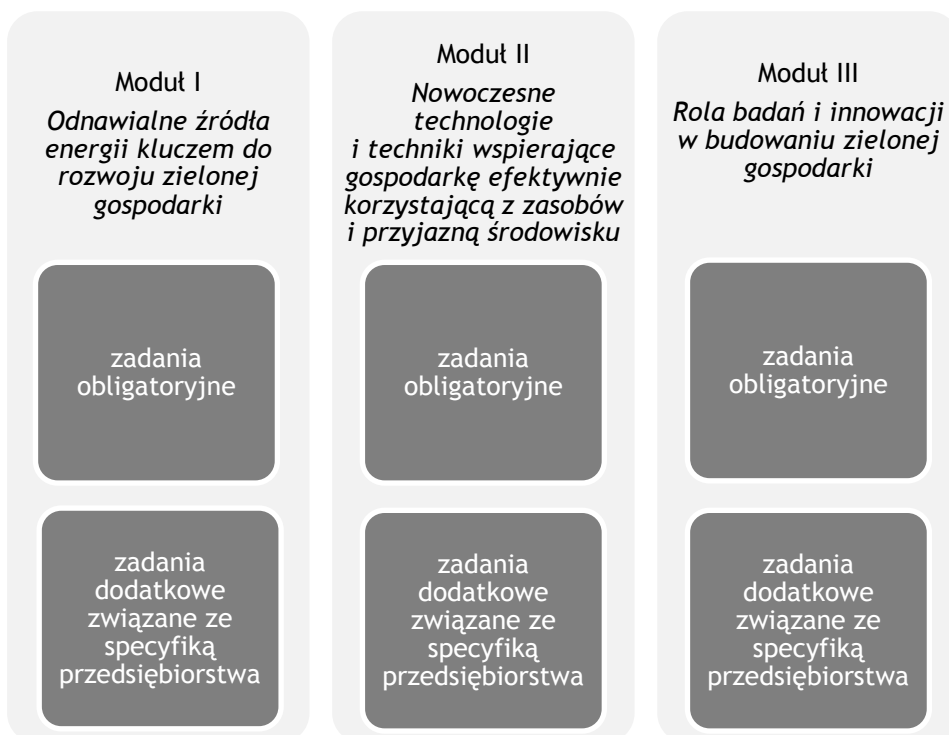 Moduł I
Odnawialne źródła
energii kluczem do
rozwoju zielonej
gospodarki
zadania
obligatoryjne
zadania
dodatkowe
związane ze
specyfiką
przedsiębiorstwa
Moduł II
Nowoczesne
technologie
i techniki wspierające
gospodarkę efektywnie
korzystającą z zasobów
i przyjazną środowisku
zadania
obligatoryjne
zadania
dodatkowe
związane ze
specyfiką
przedsiębiorstwa
Moduł III
Rola badań i innowacji
w budowaniu zielonej
gospodarki
zadania
obligatoryjne
zadania
dodatkowe
związane ze
specyfiką
przedsiębiorstwa